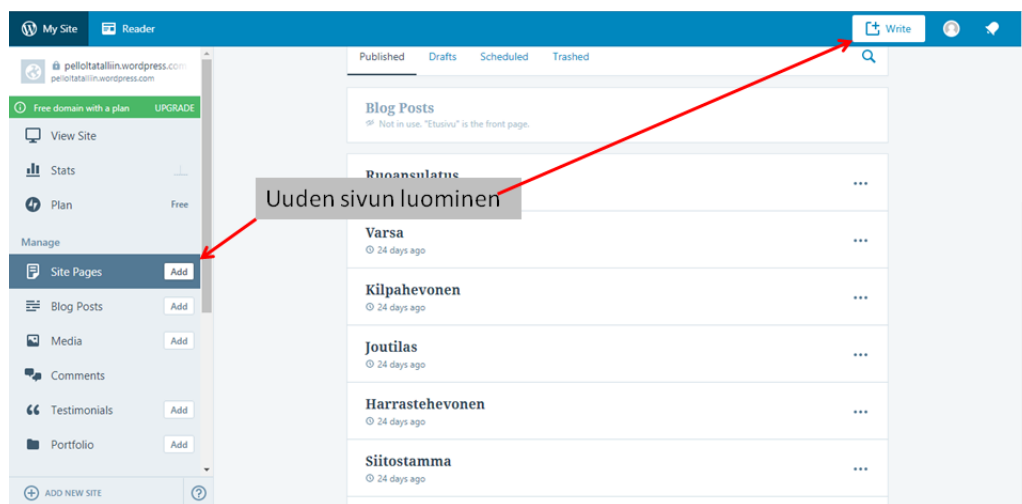 My Site
Reader
Write
pelloltatalliin.wordpress.com
pelloltatalliin.wordpress.com
Free domain with a plan UPGRADE
View Site
Stats
Plan Free
Manage
Site Pages Add
Blog Posts Add
Media Add
Comments
Testimonials Add
Portfolio Add
ADD NEW SITE
Published Drafts Scheduled Trashed
Blog Posts
Not in use. "Etusivu" is the front page.
Ruoansulatus
Uuden sivun luominen
Varsa
24 days ago
Kilpahevonen
24 days ago
Joutilas
24 days ago
Harrastehevonen
24 days ago
Siitostamma
24 days ago